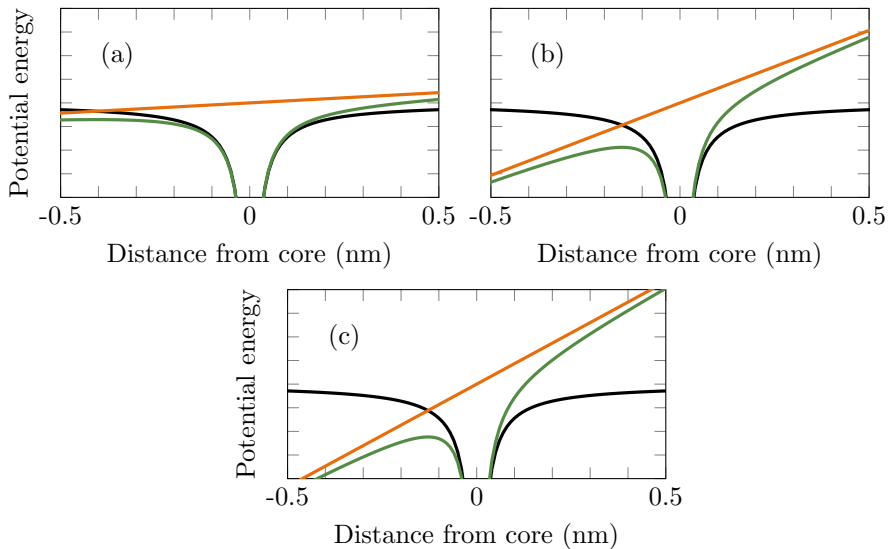 Potential energy
(a)
-0.5 0 0.5
Distance from core (nm)
(b)
-0.5 0 0.5
Distance from core (nm)
Potential energy
(c)
-0.5 0 0.5
Distance from core (nm)